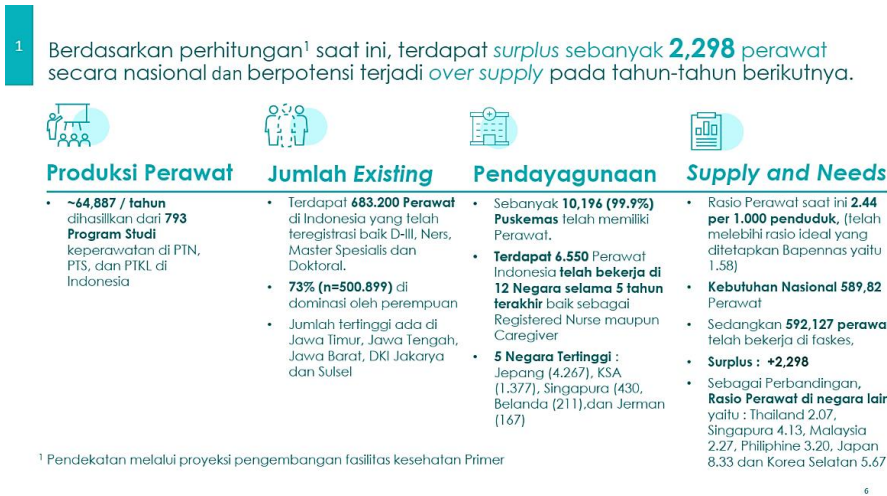 1
Berdasarkan perhitungan¹ saat ini, terdapat surplus sebanyak 2,298 perawat
secara nasional dan berpotensi terjadi over supply pada tahun-tahun berikutnya.
Produksi Perawat
• ~64,887 / tahun
dihasillkan dari 793
Program Studi
keperawatan di PTN,
PTS, dan PTKL di
Indonesia
Jumlah Existing
• Terdapat 683.200 Perawat
di Indonesia yang telah
teregistrasi baik D-III, Ners,
Master Spesialis dan
Doktoral.
• 73% (n=500.899) di
dominasi oleh perempuan
• Jumlah tertinggi ada di
Jawa Timur, Jawa Tengah,
Jawa Barat, DKI Jakarya
dan Sulsel
Pendayagunaan
• Sebanyak 10,196 (99.9%)
Puskemas telah memiliki
Perawat.
• Terdapat 6.550 Perawat
Indonesia telah bekerja di
12 Negara selama 5 tahun
terakhir baik sebagai
Registered Nurse maupun
Caregiver
• 5 Negara Tertinggi :
Jepang (4.267), KSA
(1.377), Singapura (430,
Belanda (211),dan Jerman
(167)
Supply and Needs
• Rasio Perawat saat ini 2.44
per 1.000 penduduk, (telah
melebihi rasio ideal yang
ditetapkan Bapennas yaitu
1.58)
• Kebutuhan Nasional 589,82
Perawat
• Sedangkan 592,127 perawa
telah bekerja di faskes,
• Surplus : +2,298
• Sebagai Perbandingan,
Rasio Perawat di negara lain
yaitu : Thailand 2.07,
Singapura 4.13, Malaysia
2.27, Philiphine 3.20, Japan
8.33 dan Korea Selatan 5.67
¹ Pendekatan melalui proyeksi pengembangan fasilitas kesehatan Primer
6